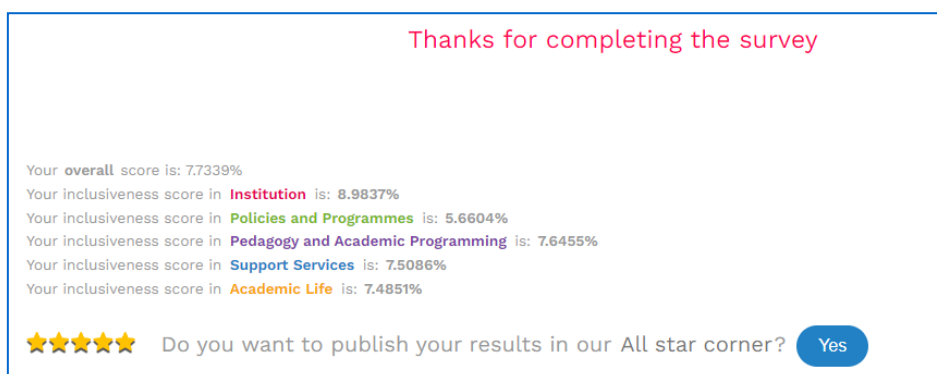 Thanks for completing the survey
Your overall score is: 7.7339%
Your inclusiveness score in Institution is: 8.9837%
Your inclusiveness score in Policies and Programmes is: 5.6604%
Your inclusiveness score in Pedagogy and Academic Programming is: 7.6455%
Your inclusiveness score in Support Services is: 7.5086%
Your inclusiveness score in Academic Life is: 7.4851%
Do you want to publish your results in our All star corner? Yes